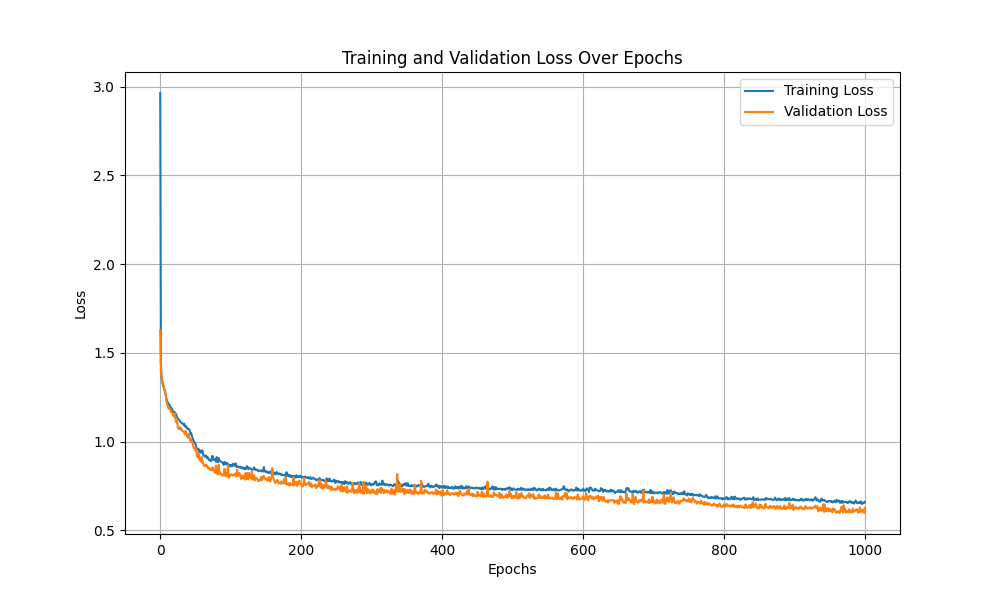 Training and Validation Loss Over Epochs
3.0
2.5
2.0
1.5
1.0
0.5
Loss
Training Loss
Validation Loss
0 200 400 600 800 1000
Epochs